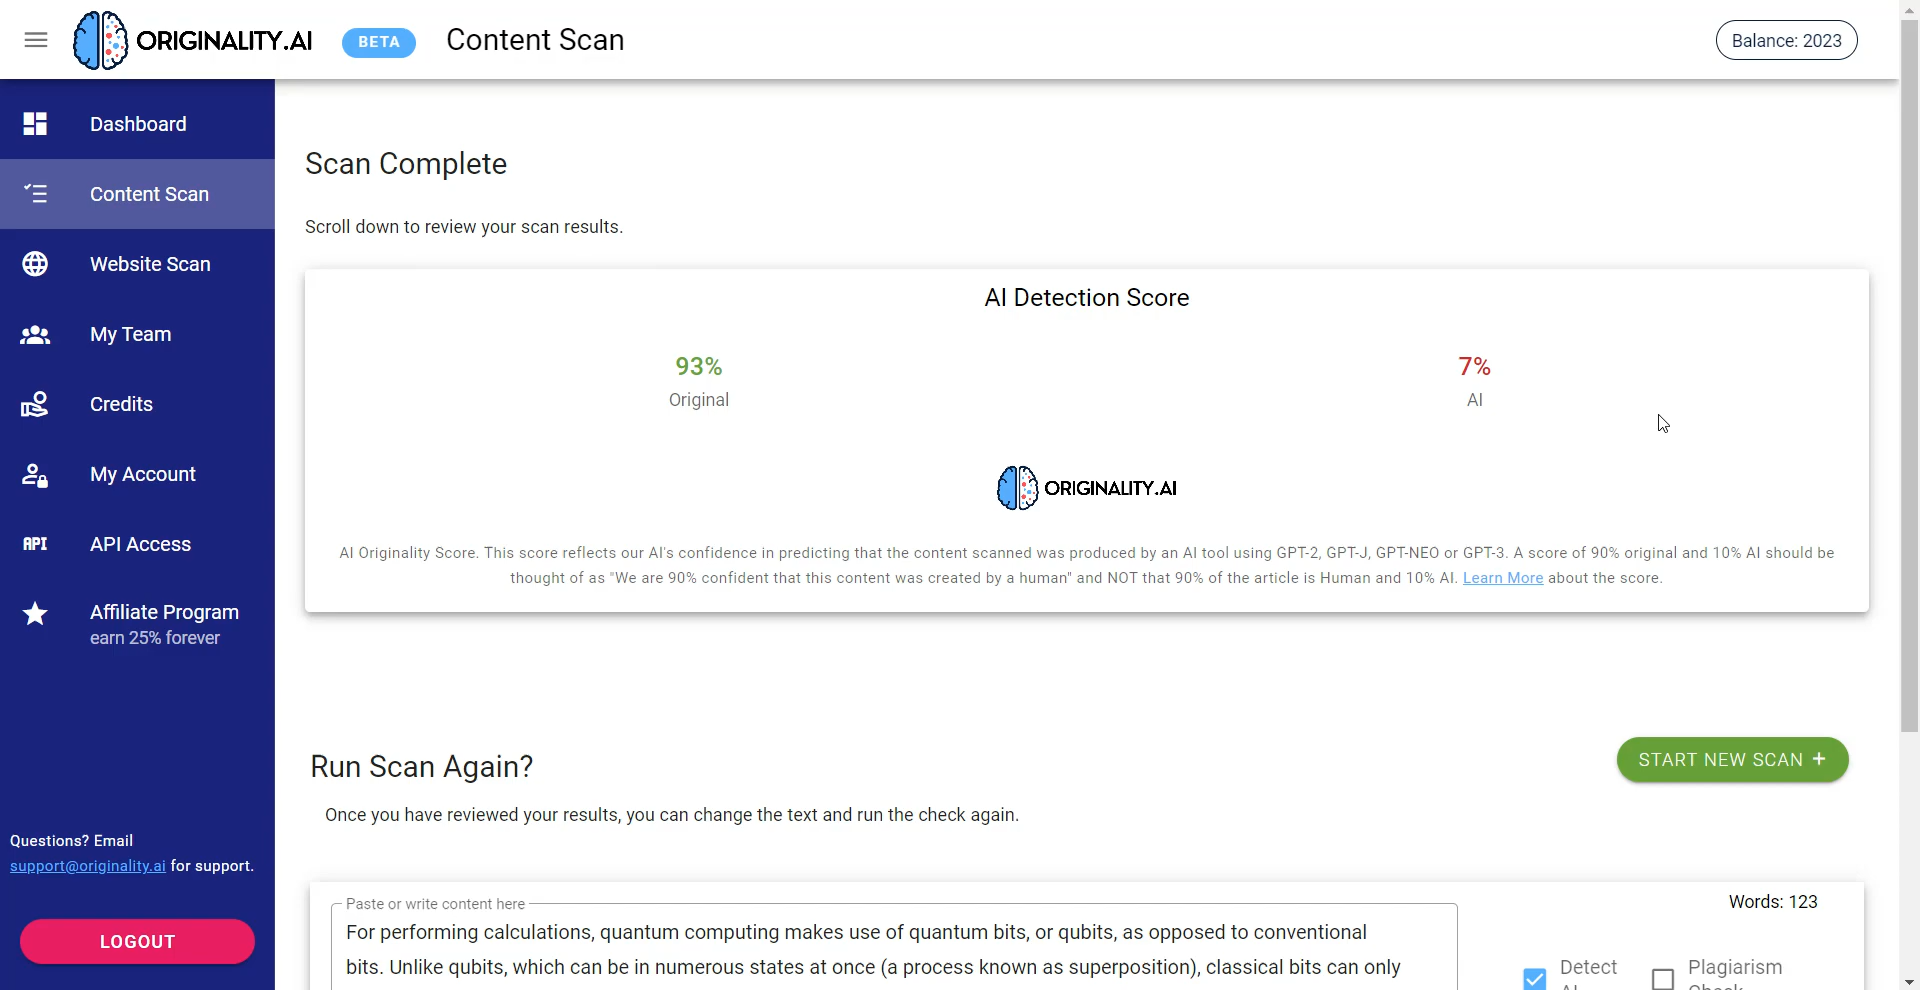 ORIGINALITY.AI
BETA
Content Scan
Balance: 2023
Dashboard
Content Scan
Website Scan
My Team
Credits
My Account
API
API Access
Affiliate Program
earn 25% forever
Questions? Email
support@originality.ai for support.
LOGOUT
Scan Complete
Scroll down to review your scan results.
AI Detection Score
93%
Original
7%
AI
ORIGINALITY.AI
AI Originality Score. This score reflects our AI's confidence in predicting that the content scanned was produced by an AI tool using GPT-2, GPT-J, GPT-NEO or GPT-3. A score of 90% original and 10% AI should be
thought of as "We are 90% confident that this content was created by a human" and NOT that 90% of the article is Human and 10% AI. Learn More about the score.
Run Scan Again?
START NEW SCAN +
Once you have reviewed your results, you can change the text and run the check again.
Paste or write content here
Words: 123
For performing calculations, quantum computing makes use of quantum bits, or qubits, as opposed to conventional
bits. Unlike qubits, which can be in numerous states at once (a process known as superposition), classical bits can only
Detect
Plagiarism